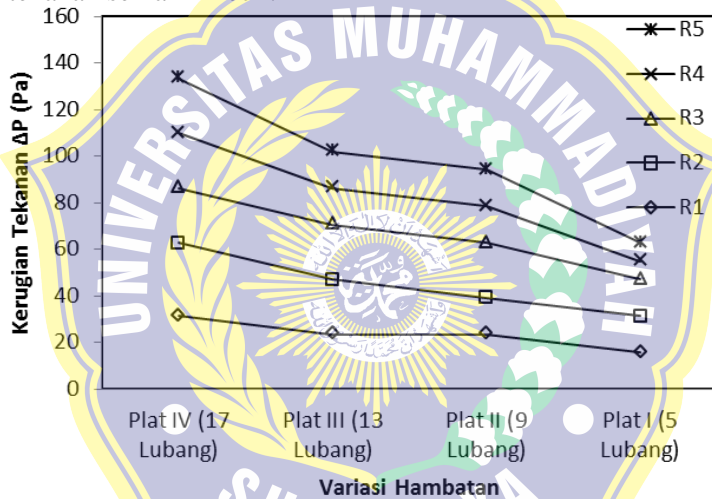 160
140
120
100
80
60
40
20
0
Kerugian Tekanan ΔP (Pa)
R5
R4
R3
R2
R1
Plat IV (17 Lubang)
Plat III (13 Lubang)
Plat II (9 Lubang)
Plat I (5 Lubang)
Variasi Hambatan
UNIVERSITAS MUHAMMADIYAH